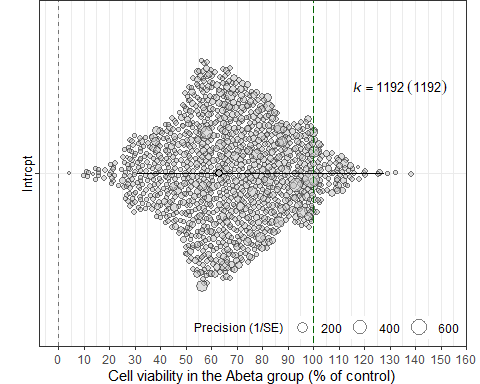 k = 1192 (1192)
Intrcpt
Precision (1/SE) 200 400 600
0 10 20 30 40 50 60 70 80 90 100 110 120 130 140 150 160
Cell viability in the Abeta group (% of control)